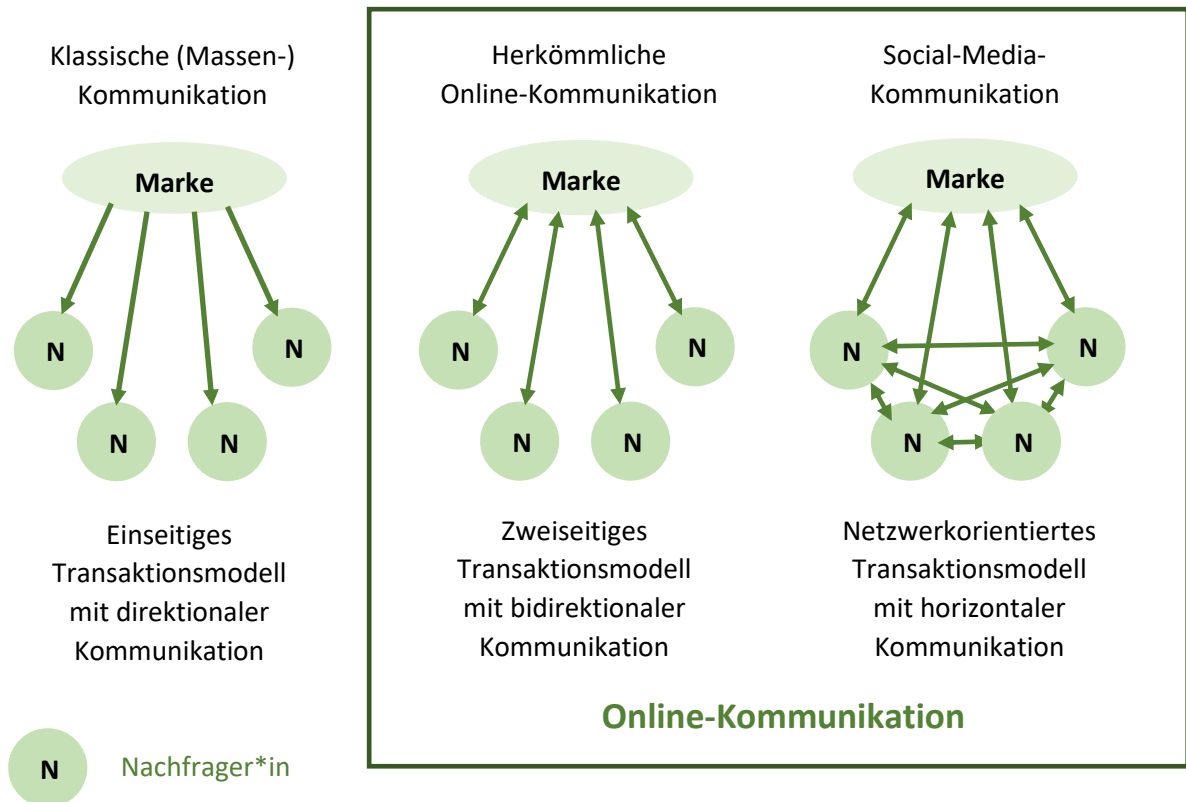 Klassische (Massen-)
Kommunikation
Marke
N
N
N
N
Einseitiges
Transaktionsmodell
mit direktionaler
Kommunikation
Herkömmliche
Online-Kommunikation
Marke
N
N
N
N
Zweiseitiges
Transaktionsmodell
mit bidirektionaler
Kommunikation
Social-Media-
Kommunikation
Marke
N
N
N
N
Netzwerkorientiertes
Transaktionsmodell
mit horizontaler
Kommunikation
Online-Kommunikation
N
Nachfrager*in